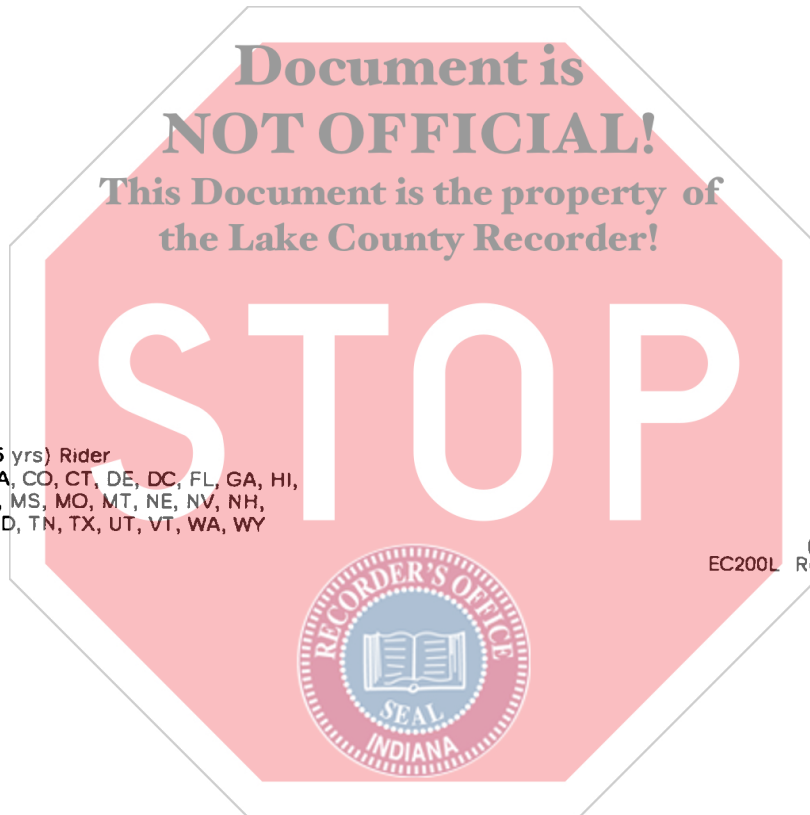 Document is
NOT OFFICIAL!
This Document is the property of
the Lake County Recorder!
STOP
yrs) Rider
CO, CT, DE, DC, FL, GA, HI,
MS, MO, MT, NE, NV, NH,
TN, TX, UT, VT, WA, WY
EC200L
RECORDER'S OFFICE
SEAL
INDIANA